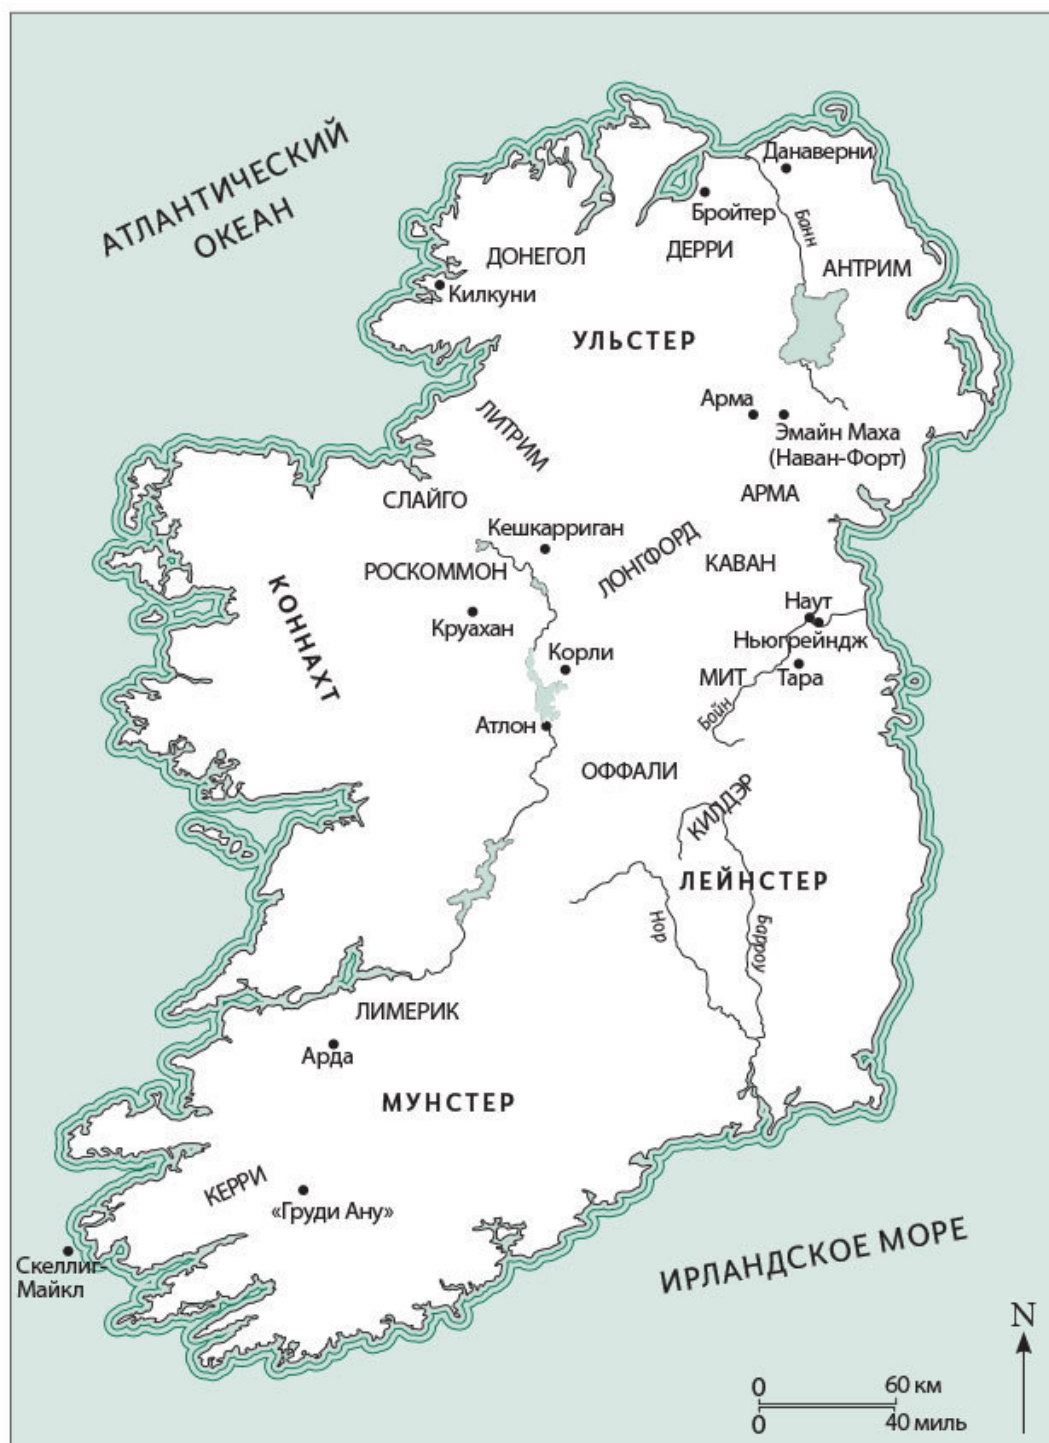 АТЛАНТИЧЕСКИЙ
ОКЕАН
Данаверни
Бройтер
Банн
ДЕРРИ
ДОНЕГОЛ
АНТРИМ
Килкуни
УЛЬСТЕР
Арма
Эмайн Маха
(Наван-Форт)
ЛИТРИМ
АРМА
СЛАЙГО
Кешкарриган
ЛОНГФОРД
КАВАН
РОСКОММОН
КОННАХТ
Наут
Круахан
Ньюгрейндж
Корли
МИТ
Тара
Бойн
Атлон
ОФФАЛИ
КИЛДЭР
ЛЕЙНСТЕР
Нор
Барроу
ЛИМЕРИК
Арда
МУНСТЕР
КЕРРИ
«Груди Ану»
Скеллиг-
Майкл
ИРЛАНДСКОЕ МОРЕ
N
0 60 км
0 40 миль